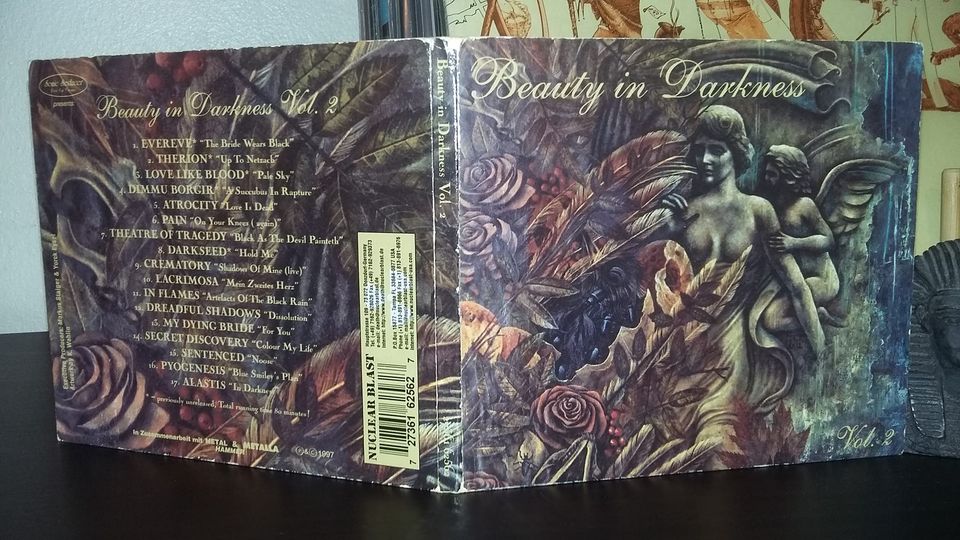 Sonic Seducer
presents
Beauty in Darkness Vol. 2
1. EVEREVE* "The Bride Wears Black"
2. THERION* "Up To Netzach"
3. LOVE LIKE BLOOD* "Pale Sky"
4. DIMMU BORGIR* "A Succubus In Rapture"
5. ATROCITY "Love Is Dead"
6. PAIN "On Your Knees (again)"
7. THEATRE OF TRAGEDY "Black As The Devil Painteth"
8. DARKSEED* "Hold Me"
9. CREMATORY "Shadows Of Mine (live)"
10. LACRIMOSA "Mein Zweites Herz"
11. IN FLAMES "Artefacts Of The Black Rain"
12. DREADFUL SHADOWS "Dissolution"
13. MY DYING BRIDE "For You"
14. SECRET DISCOVERY "Colour My Life"
15. SENTENCED "Noose"
16. PYOGENESIS "Blue Smiley's Plan"
17. ALASTIS "In Darkness"
* = previously unreleased/Total running time 80 minutes!
In Zusammenarbeit mit METAL HAMMER & METALLA
℗&© 1997
NUCLEAR BLAST
7 27361 62562 7
Beauty in Darkness Vol. 2
Beauty in Darkness
Vol. 2